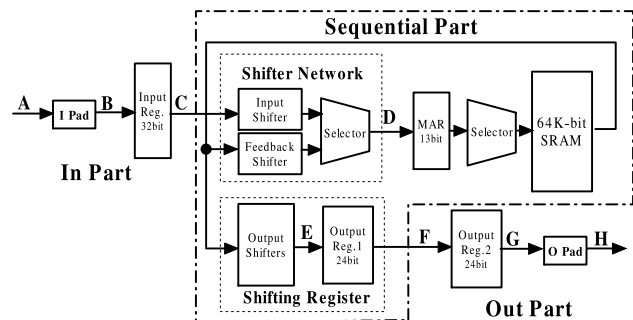 Sequential Part
Shifter Network
A
I Pad
B
Input
Reg.
32bit
C
Input
Shifter
Feedback
Shifter
Selector
D
MAR
13bit
Selector
64K-bit
SRAM
In Part
Output
Shifters
E
Output
Reg.1
24bit
F
Output
Reg.2
24bit
G
O Pad
H
Shifting Register
Out Part